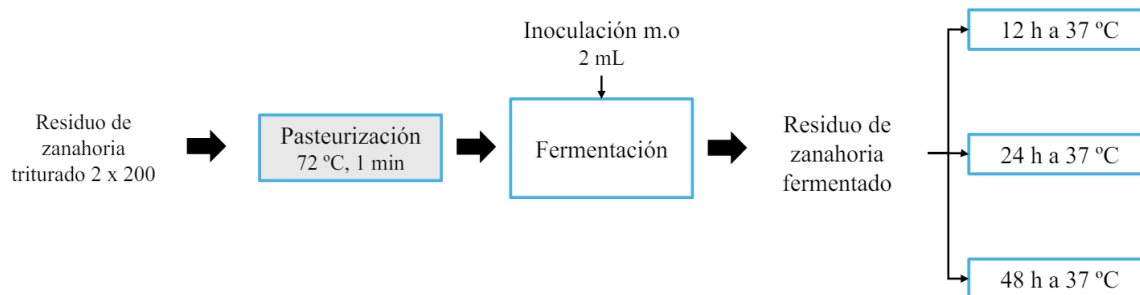 Residuo de
zanahoria
triturado 2 x 200
Pasteurización
72 ºC, 1 min
Inoculación m.o
2 mL
Fermentación
Residuo de
zanahoria
fermentado
12 h a 37 ºC
24 h a 37 ºC
48 h a 37 ºC